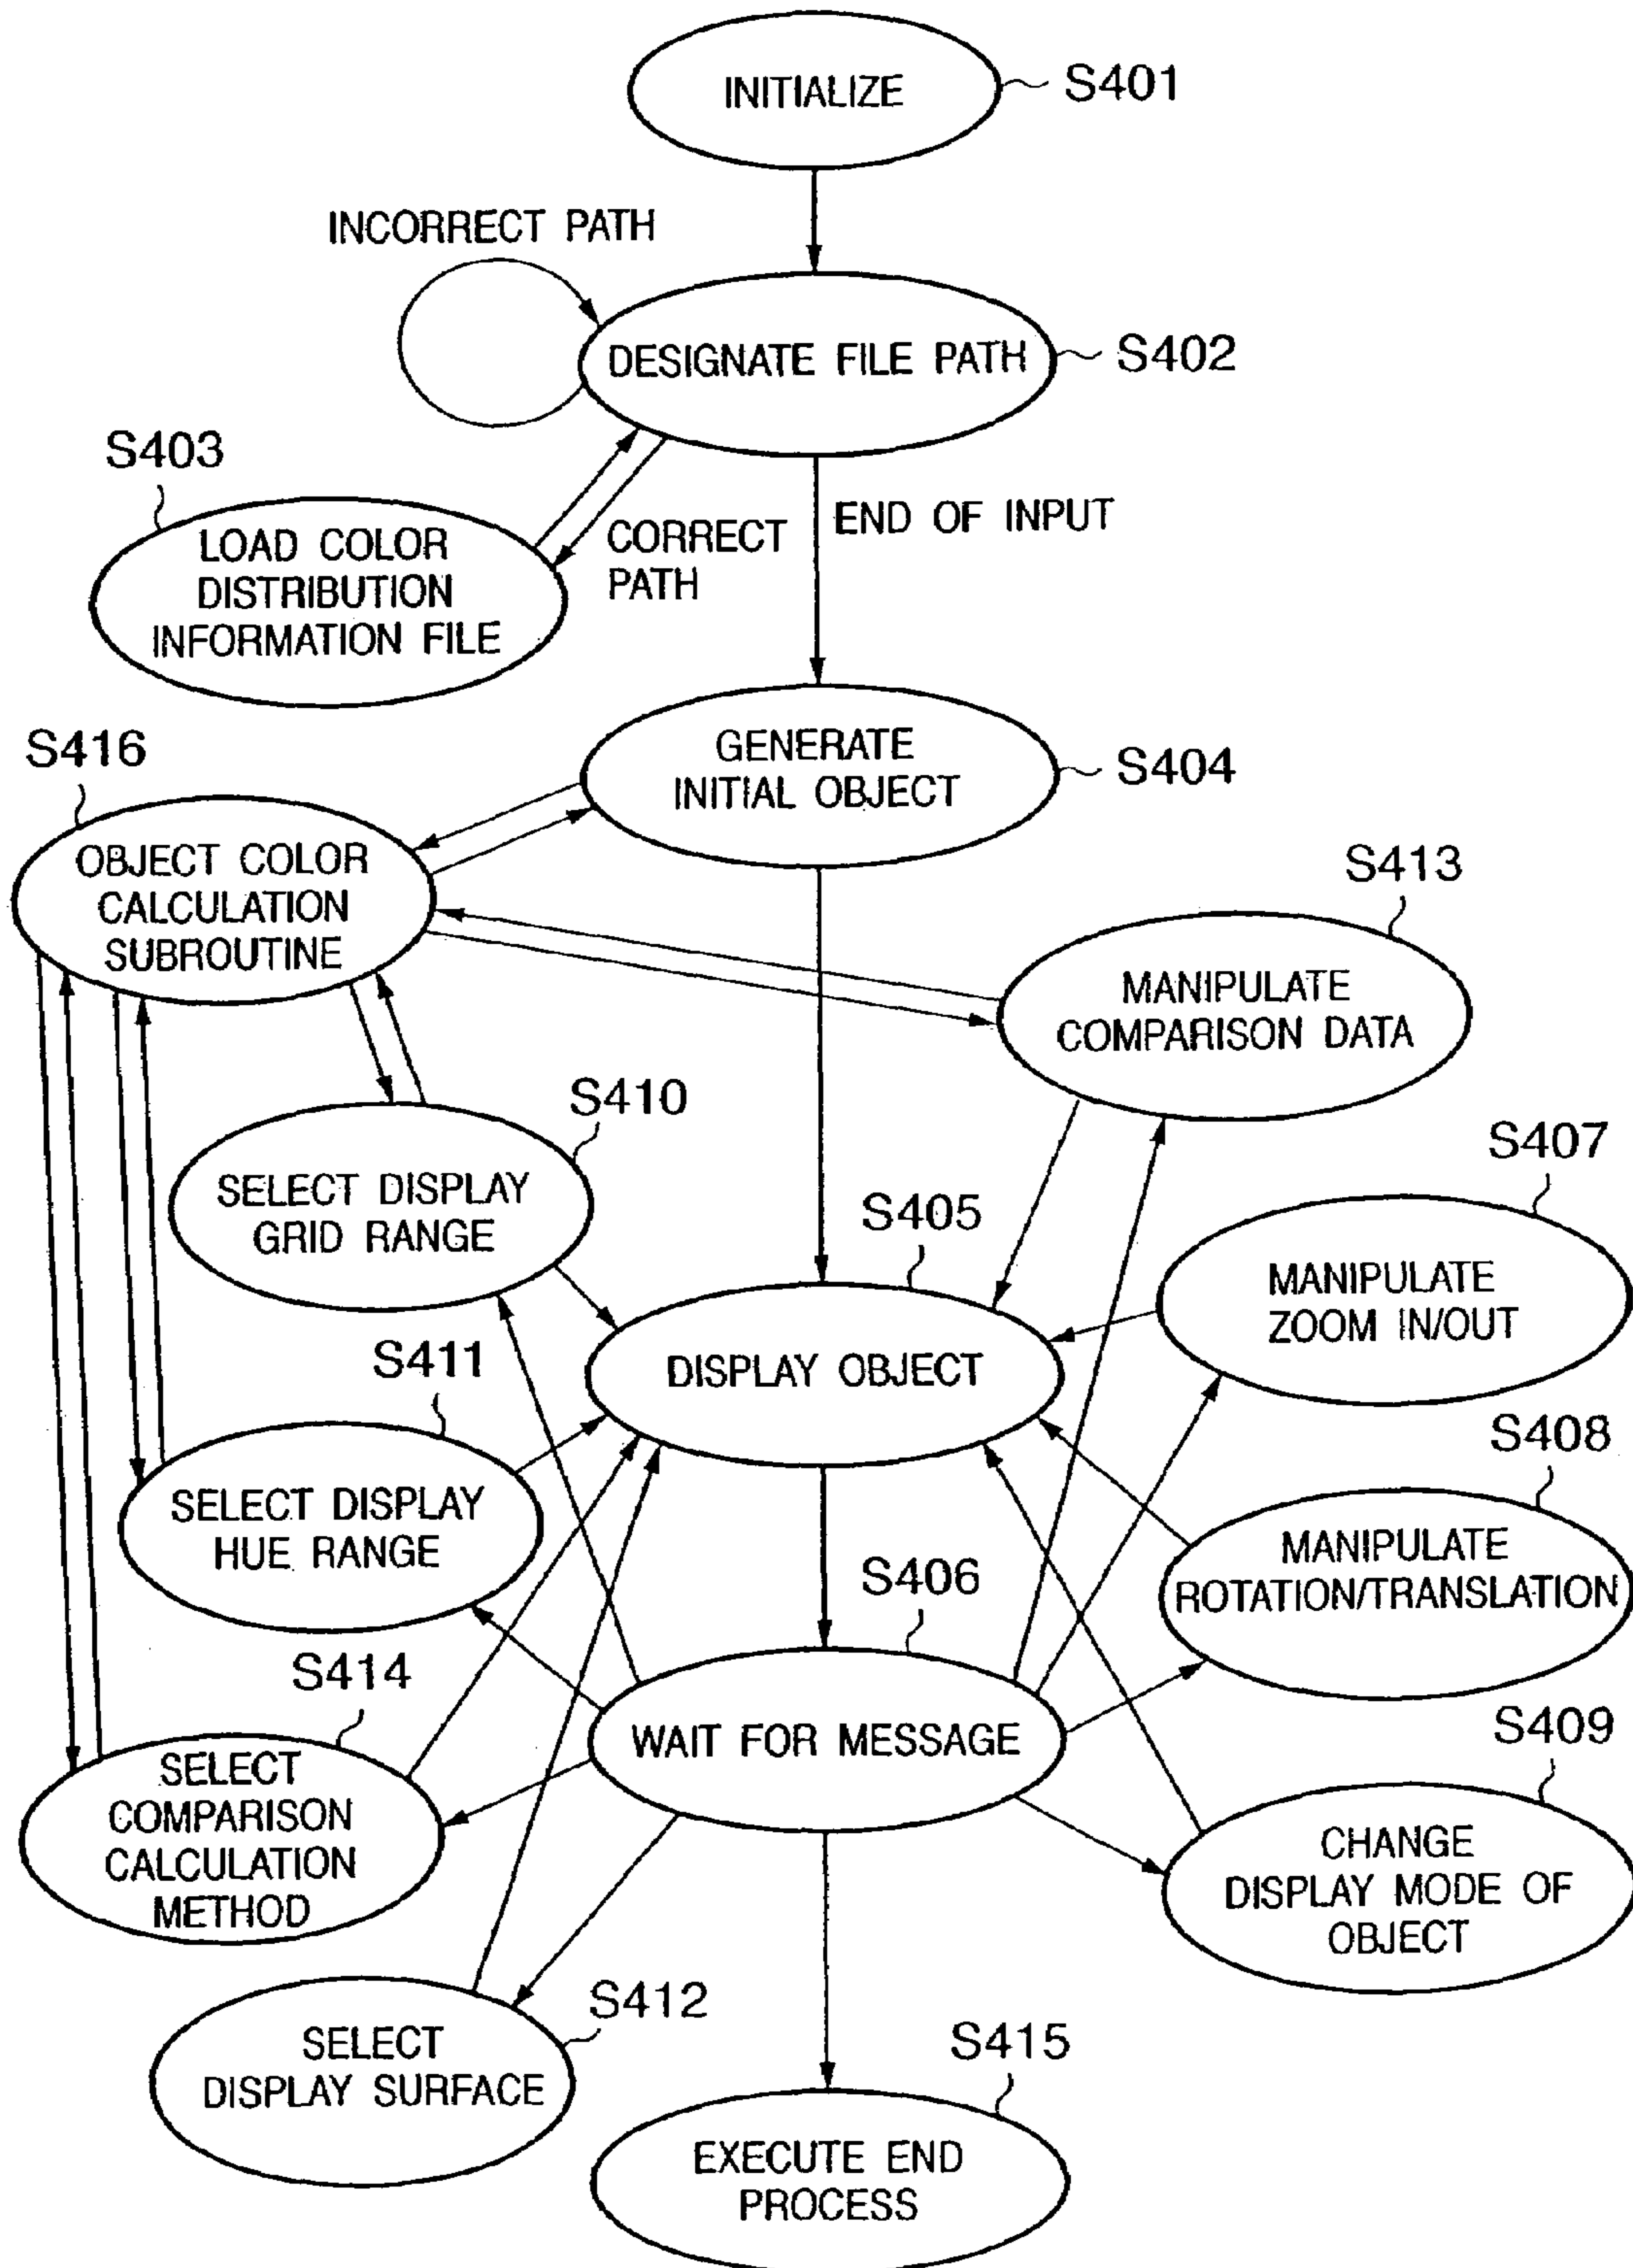 INITIALIZE
S401
INCORRECT PATH
DESIGNATE FILE PATH
S402
S403
LOAD COLOR
DISTRIBUTION
INFORMATION FILE
CORRECT
PATH
END OF INPUT
S416
GENERATE
INITIAL OBJECT
S404
OBJECT COLOR
CALCULATION
SUBROUTINE
S413
MANIPULATE
COMPARISON DATA
S410
SELECT DISPLAY
GRID RANGE
S405
S407
MANIPULATE
ZOOM IN/OUT
DISPLAY OBJECT
S411
SELECT DISPLAY
HUE RANGE
S408
MANIPULATE
ROTATION/TRANSLATION
S406
WAIT FOR MESSAGE
S414
SELECT
COMPARISON
CALCULATION
METHOD
S409
CHANGE
DISPLAY MODE OF
OBJECT
S412
SELECT
DISPLAY SURFACE
S415
EXECUTE END
PROCESS